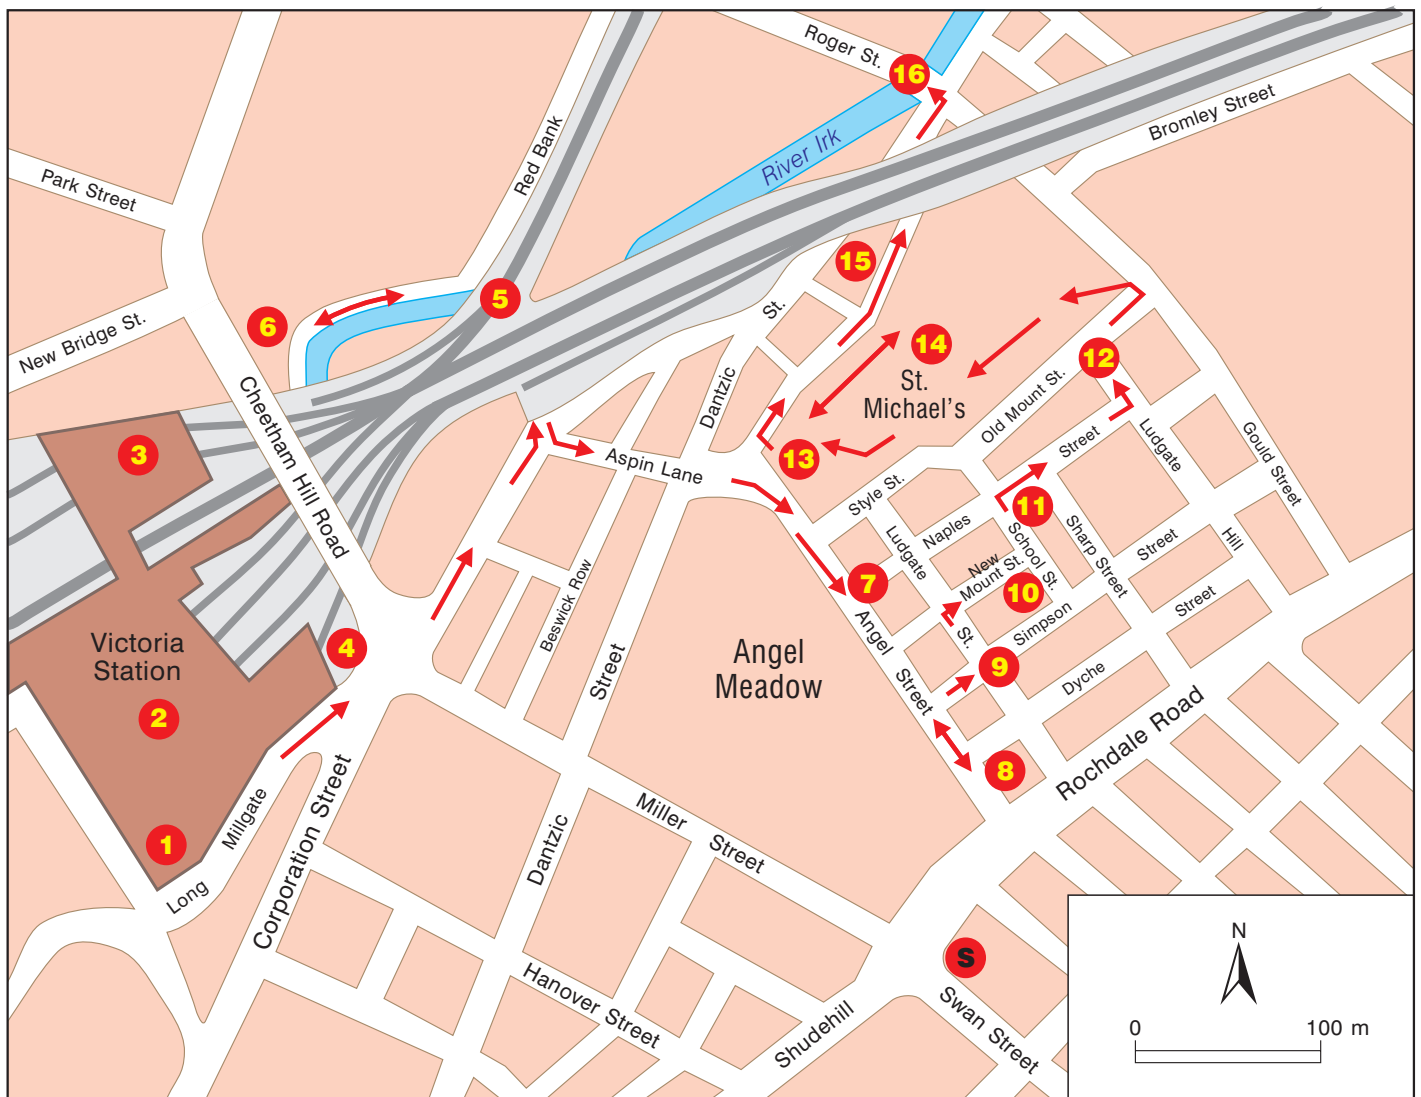 Roger St.
16
Bromley Street
River Irk
Red Bank
Park Street
15
5
6
New Bridge St.
St.
Dantzic
14
St.
Michael's
12
Old Mount St.
Cheetham Hill Road
3
Aspin Lane
13
Street
Ludgate
Gould Street
Style St.
11
Naples
Ludgate
School St.
Sharp Street
Street
Hill
New
Mount St.
7
10
Beswick Row
Simpson
Street
St.
Angel
Street
9
Dyche
Victoria
Station
4
Angel
Meadow
Street
2
8
Rochdale Road
1
Millgate
Long
Corporation Street
Miller
Street
Dantzic
Hanover Street
S
Swan Street
Shudehill
N
0
100 m